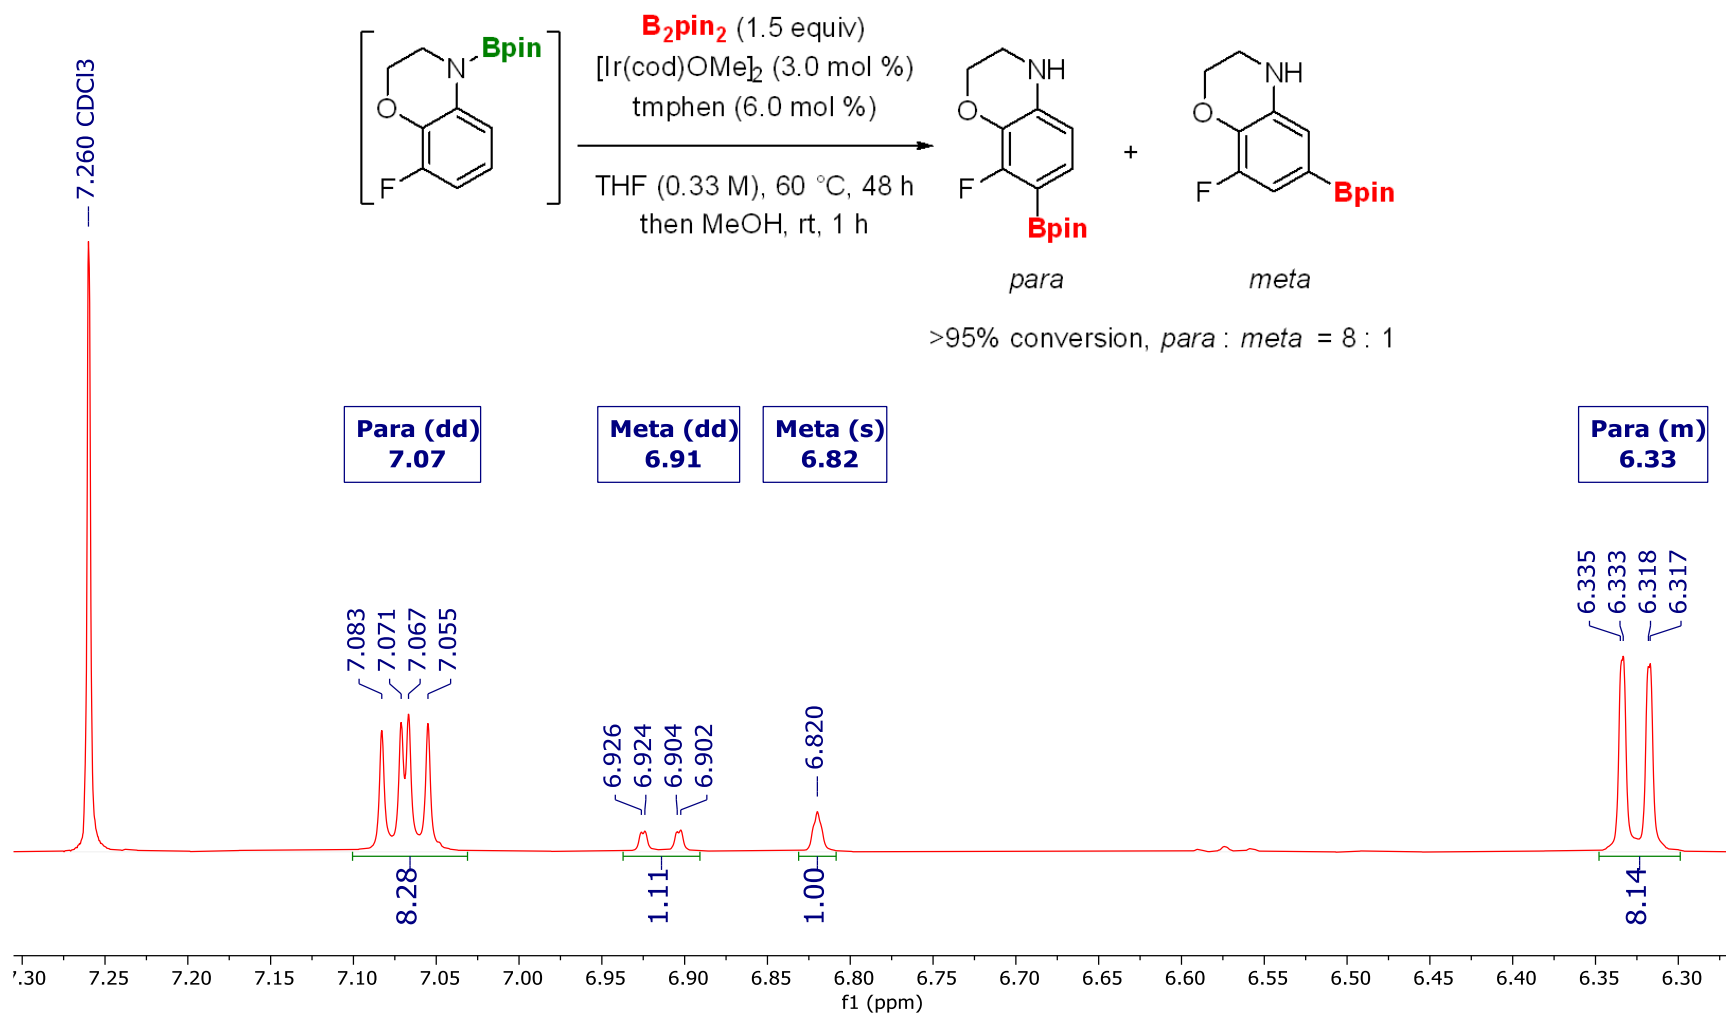 B2pin2 (1.5 equiv)
[Ir(cod)OMe]2 (3.0 mol %)
tmphen (6.0 mol %)
THF (0.33 M), 60 °C, 48 h
then MeOH, rt, 1 h
Bpin
N
O
F
NH
O
F
Bpin
para
+
NH
O
F
Bpin
meta
>95% conversion, para : meta = 8 : 1
7.260 CDCl3
Para (dd)
7.07
Meta (dd)
6.91
Meta (s)
6.82
Para (m)
6.33
7.083
7.071
7.067
7.055
6.926
6.924
6.904
6.902
6.820
6.335
6.333
6.318
6.317
8.28
1.11
1.00
8.14
7.30 7.25 7.20 7.15 7.10 7.05 7.00 6.95 6.90 6.85 6.80 6.75 6.70 6.65 6.60 6.55 6.50 6.45 6.40 6.35 6.30
f1 (ppm)